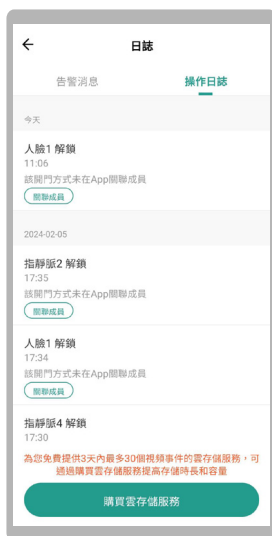 日誌
告警消息 操作日誌
今天
人臉1 解鎖
11:06
該開門方式未在App關聯成員
關聯成員
2024-02-05
指靜脈2 解鎖
17:35
該開門方式未在App關聯成員
關聯成員
人臉1 解鎖
17:34
該開門方式未在App關聯成員
關聯成員
指靜脈4 解鎖
17:30
為您免費提供3天內最多30個視頻事件的雲存儲服務，可
通過購買雲存儲服務提高存儲時長和容量
購買雲存儲服務